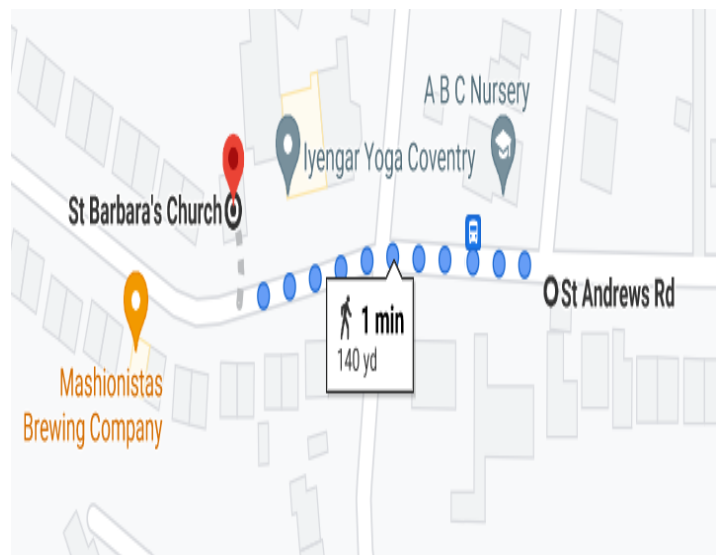 A B C Nursery
Iyengar Yoga Coventry
St Barbara's Church
St Andrews Rd
1 min
140 yd
Mashionistas
Brewing Company